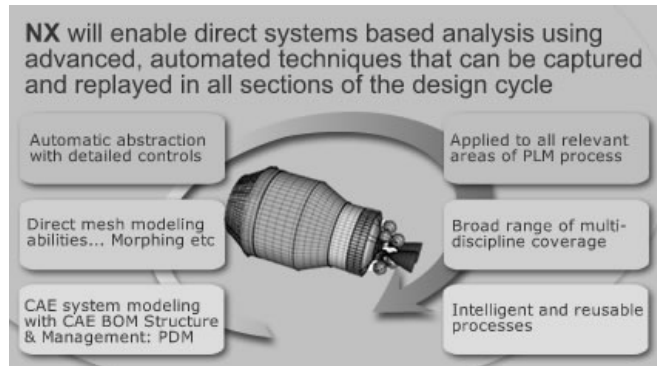 NX will enable direct systems based analysis using
advanced, automated techniques that can be captured
and replayed in all sections of the design cycle
Automatic abstraction
with detailed controls
Direct mesh modeling
abilities... Morphing etc
CAE system modeling
with CAE BOM Structure
& Management: PDM
Applied to all relevant
areas of PLM process
Broad range of multi-
discipline coverage
Intelligent and reusable
processes